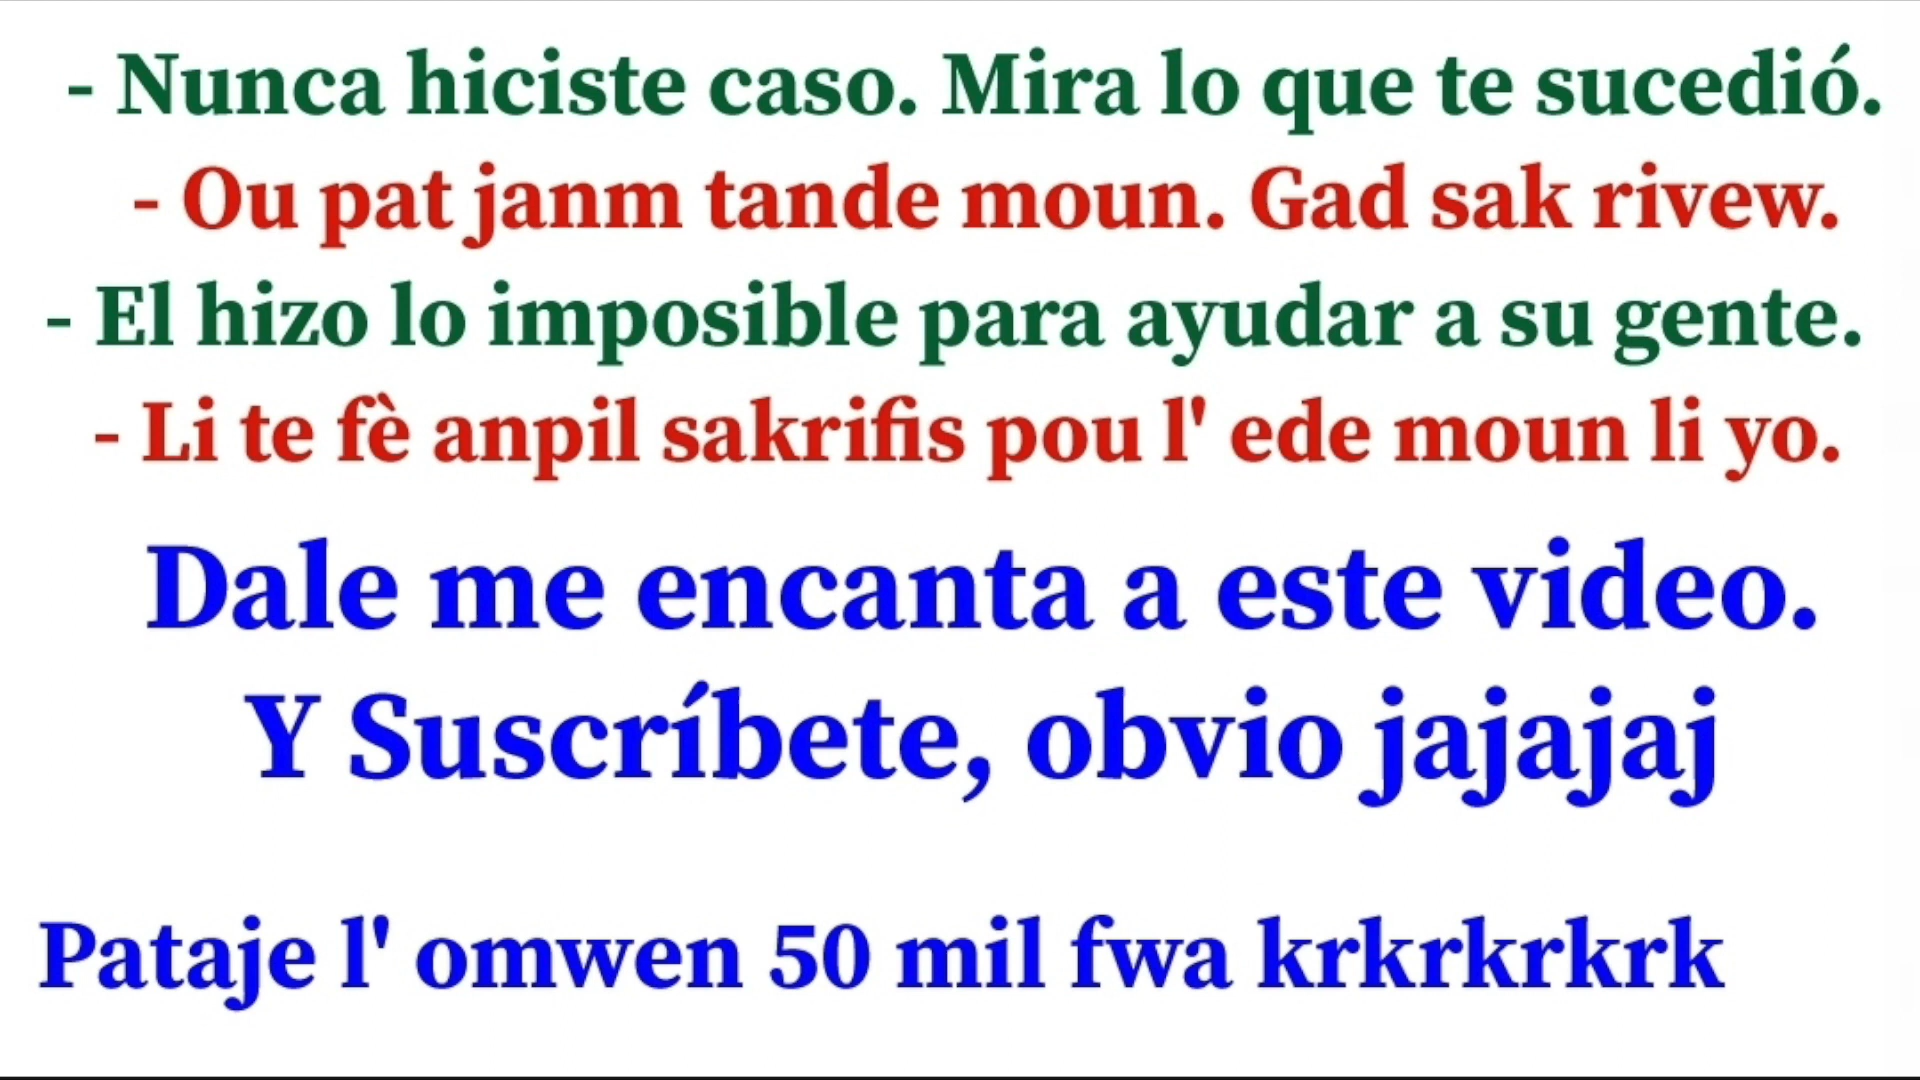 - Nunca hiciste caso. Mira lo que te sucedió.
- Ou pat janm tande moun. Gad sak rivew.
- El hizo lo imposible para ayudar a su gente.
- Li te fè anpil sakrifis pou l' ede moun li yo.
Dale me encanta a este video.
Y Suscríbete, obvio jajajaj
Pataje l' omwen 50 mil fwa krkrkrkrk